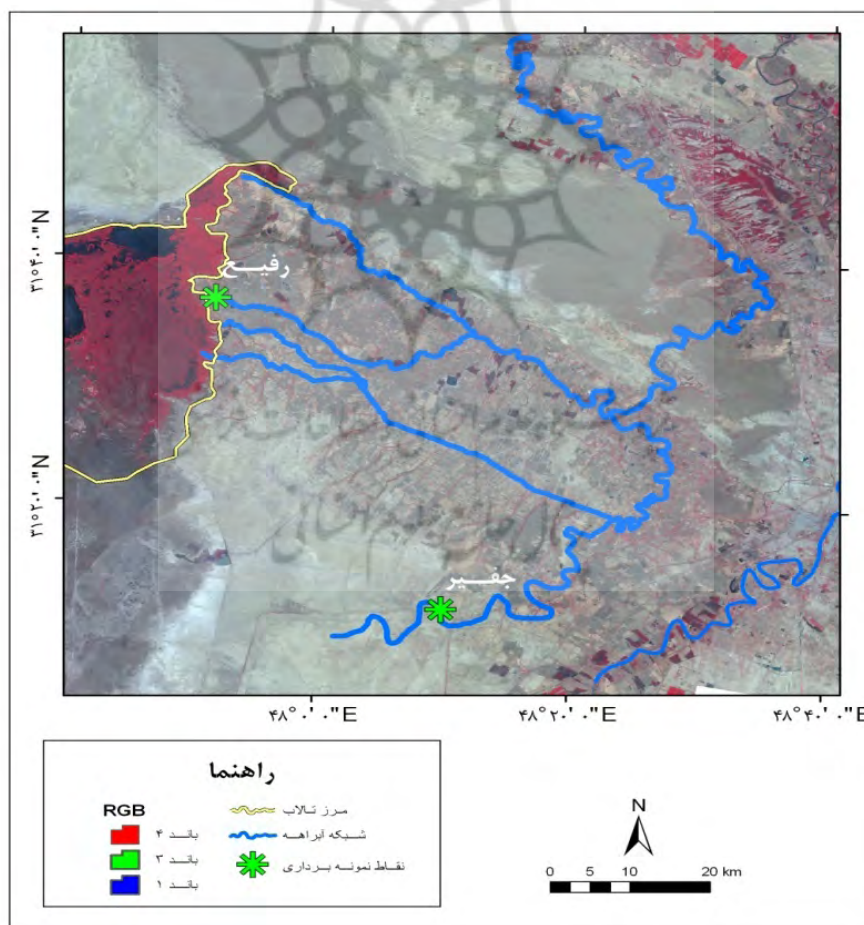 ۳۱°۴۰'۰"N
رفیع
۳۱°۲۰'۰"N
جفیر
۴۸°۰'۰"E
۴۸°۲۰'۰"E
۴۸°۴۰'۰"E
راهنما
RGB
باند ۴
باند ۳
باند ۱
مرز تالاب
شبکه آبراهه
نقاط نمونه برداری
N
0 5 10 20 km